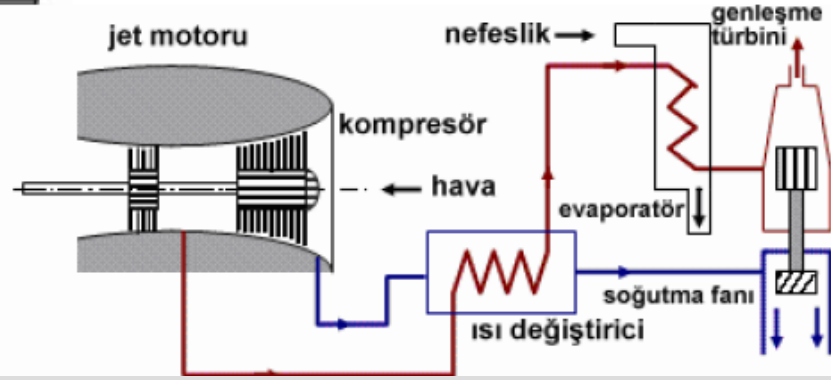 jet motoru
nefeslik
genleşme
türbini
kompresör
hava
evaporatör
soğutma fanı
ısı değiştirici